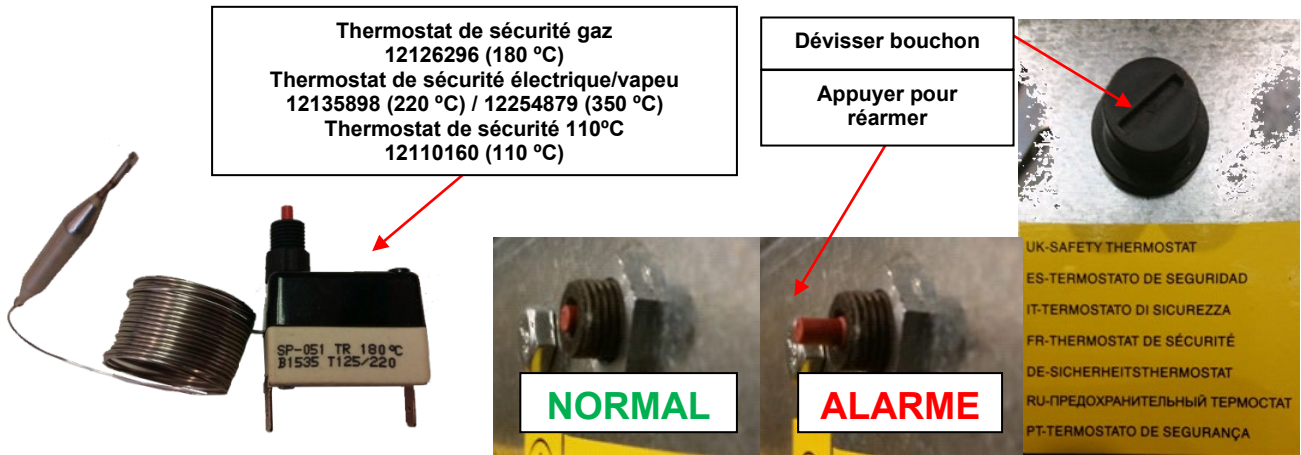 Thermostat de sécurité gaz
12126296 (180 ºC)
Thermostat de sécurité électrique/vapeu
12135898 (220 ºC) / 12254879 (350 ºC)
Thermostat de sécurité 110ºC
12110160 (110 ºC)
Dévisser bouchon
Appuyer pour
réarmer
SP-051 TR 180ºC
B1535 T125/220
NORMAL
ALARME
UK-SAFETY THERMOSTAT
ES-TERMOSTATO DE SEGURIDAD
IT-TERMOSTATO DI SICUREZZA
FR-THERMOSTAT DE SÉCURITÉ
DE-SICHERHEITSTHERMOSTAT
RU-ПРЕДОХРАНИТЕЛЬНЫЙ ТЕРМОСТАТ
PT-TERMOSTATO DE SEGURANÇA